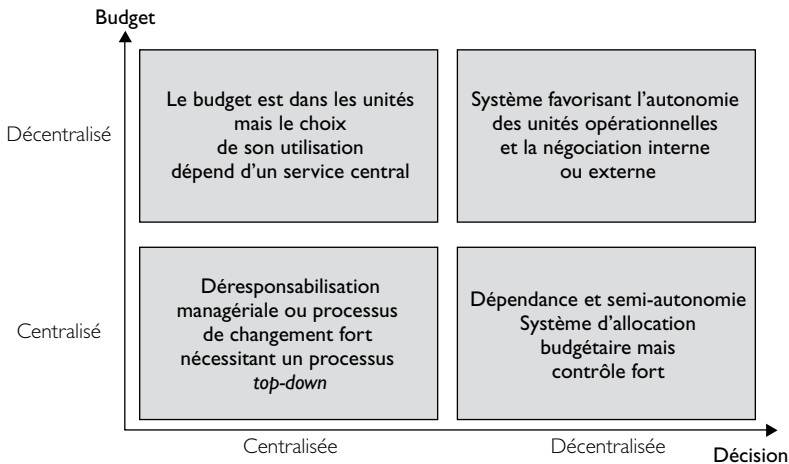 Budget
Décentralisé
Le budget est dans les unités
mais le choix
de son utilisation
dépend d'un service central
Système favorisant l'autonomie
des unités opérationnelles
et la négociation interne
ou externe
Centralisé
Déresponsabilisation
managériale ou processus
de changement fort
nécessitant un processus
top-down
Dépendance et semi-autonomie
Système d'allocation
budgétaire mais
contrôle fort
Centralisée
Décentralisée
Décision